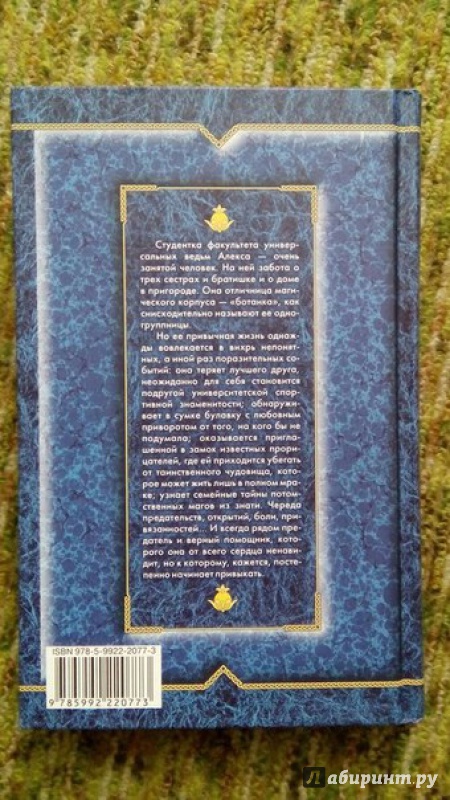 Студентка факультета универ-
сальных ведьм Алекса — очень
занятой человек. На ней забота о
трех сестрах и братишке и о доме в
пригороде. Она отличница маги-
ческого корпуса — «ботанка», как
снисходительно называют ее одно-
группницы.
Но ее привычная жизнь однаж-
ды вовлекается в вихрь непонят-
ных, а иной раз поразительных со-
бытий: она теряет лучшего друга,
неожиданно для себя становится
подругой университетской спор-
тивной знаменитости; обнаружи-
вает в сумке булавку с любовным
приворотом от того, на кого бы не
подумала; оказывается пригла-
шенной в замок известных прори-
цателей, где ей приходится убегать
от таинственного чудовища, кото-
рое может жить лишь в полном мра-
ке; узнает семейные тайны потом-
ственных магов из знати. Череда
предательств, открытий, боли, при-
вязанностей... И всегда рядом пре-
датель и верный помощник, кото-
рого она от всего сердца ненави-
дит, но к которому, кажется, посте-
пенно начинает привыкать.
ISBN 978-5-9922-2077-3
9 785992 220773
Лабиринт.ру